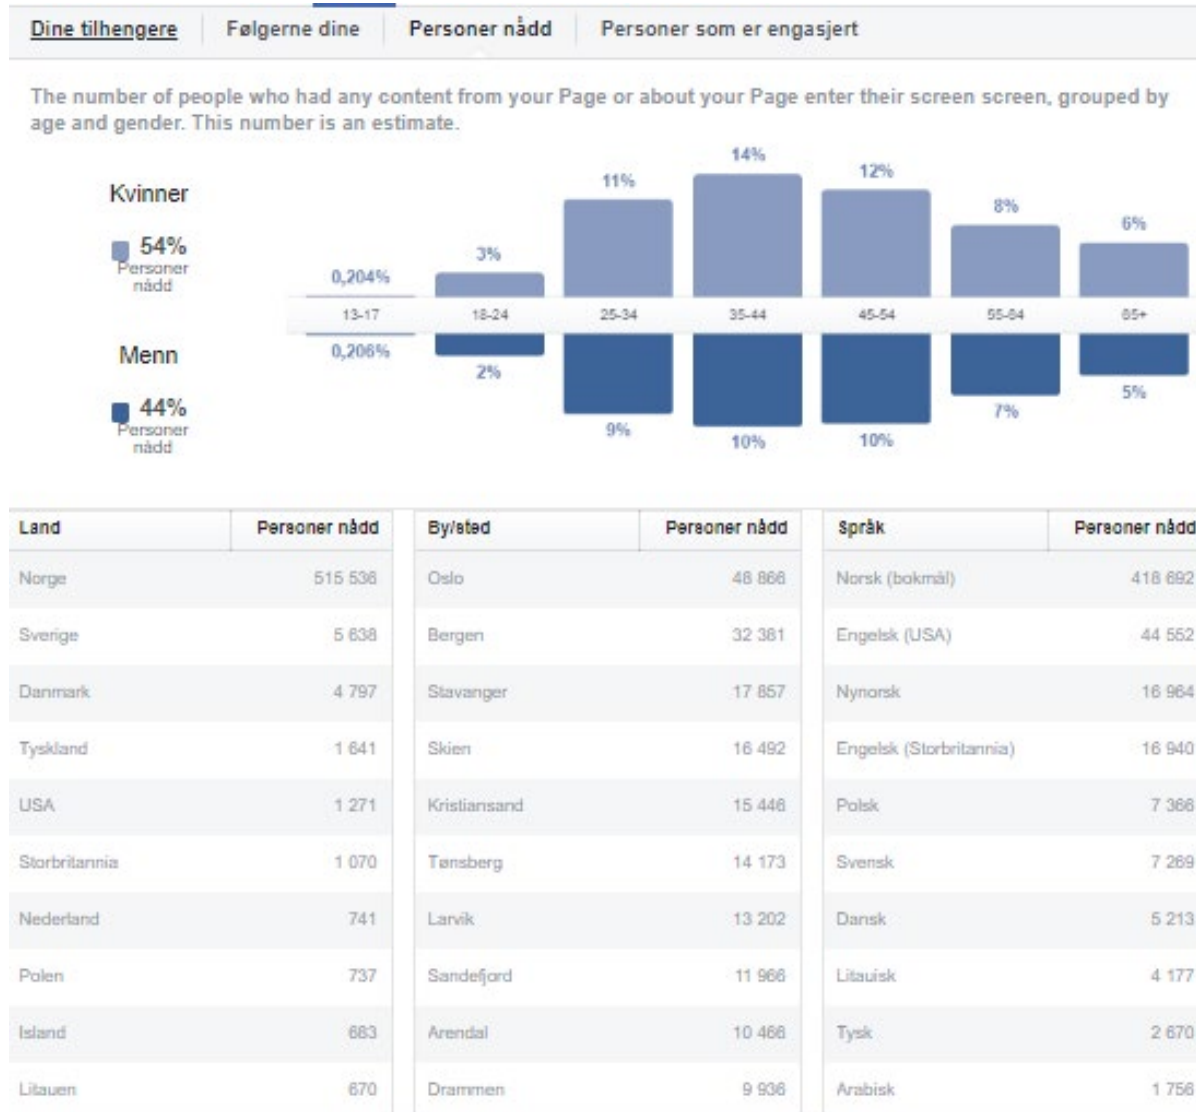 Dine tilhengere Følgerne dine Personer nådd Personer som er engasjert
The number of people who had any content from your Page or about your Page enter their screen screen, grouped by
age and gender. This number is an estimate.
Kvinner
54%
Personer
nådd
0,204% 3% 11% 14% 12% 8% 6%
13-17 18-24 25-34 35-44 45-54 55-64 65+
Menn
44%
Personer
nådd
0,206% 2% 9% 10% 10% 7% 5%
Land Personer nådd By/sted Personer nådd Språk Personer nådd
Norge 515 536 Oslo 48 866 Norsk (bokmål) 418 692
Sverige 5 638 Bergen 32 381 Engelsk (USA) 44 552
Danmark 4 797 Stavanger 17 857 Nynorsk 16 964
Tyskland 1 641 Skien 16 492 Engelsk (Storbritannia) 16 940
USA 1 271 Kristiansand 15 446 Polsk 7 366
Storbritannia 1 070 Tønsberg 14 173 Svensk 7 269
Nederland 741 Larvik 13 202 Dansk 5 213
Polen 737 Sandefjord 11 966 Litauisk 4 177
Island 683 Arendal 10 466 Tysk 2 670
Litauen 670 Drammen 9 936 Arabisk 1 756